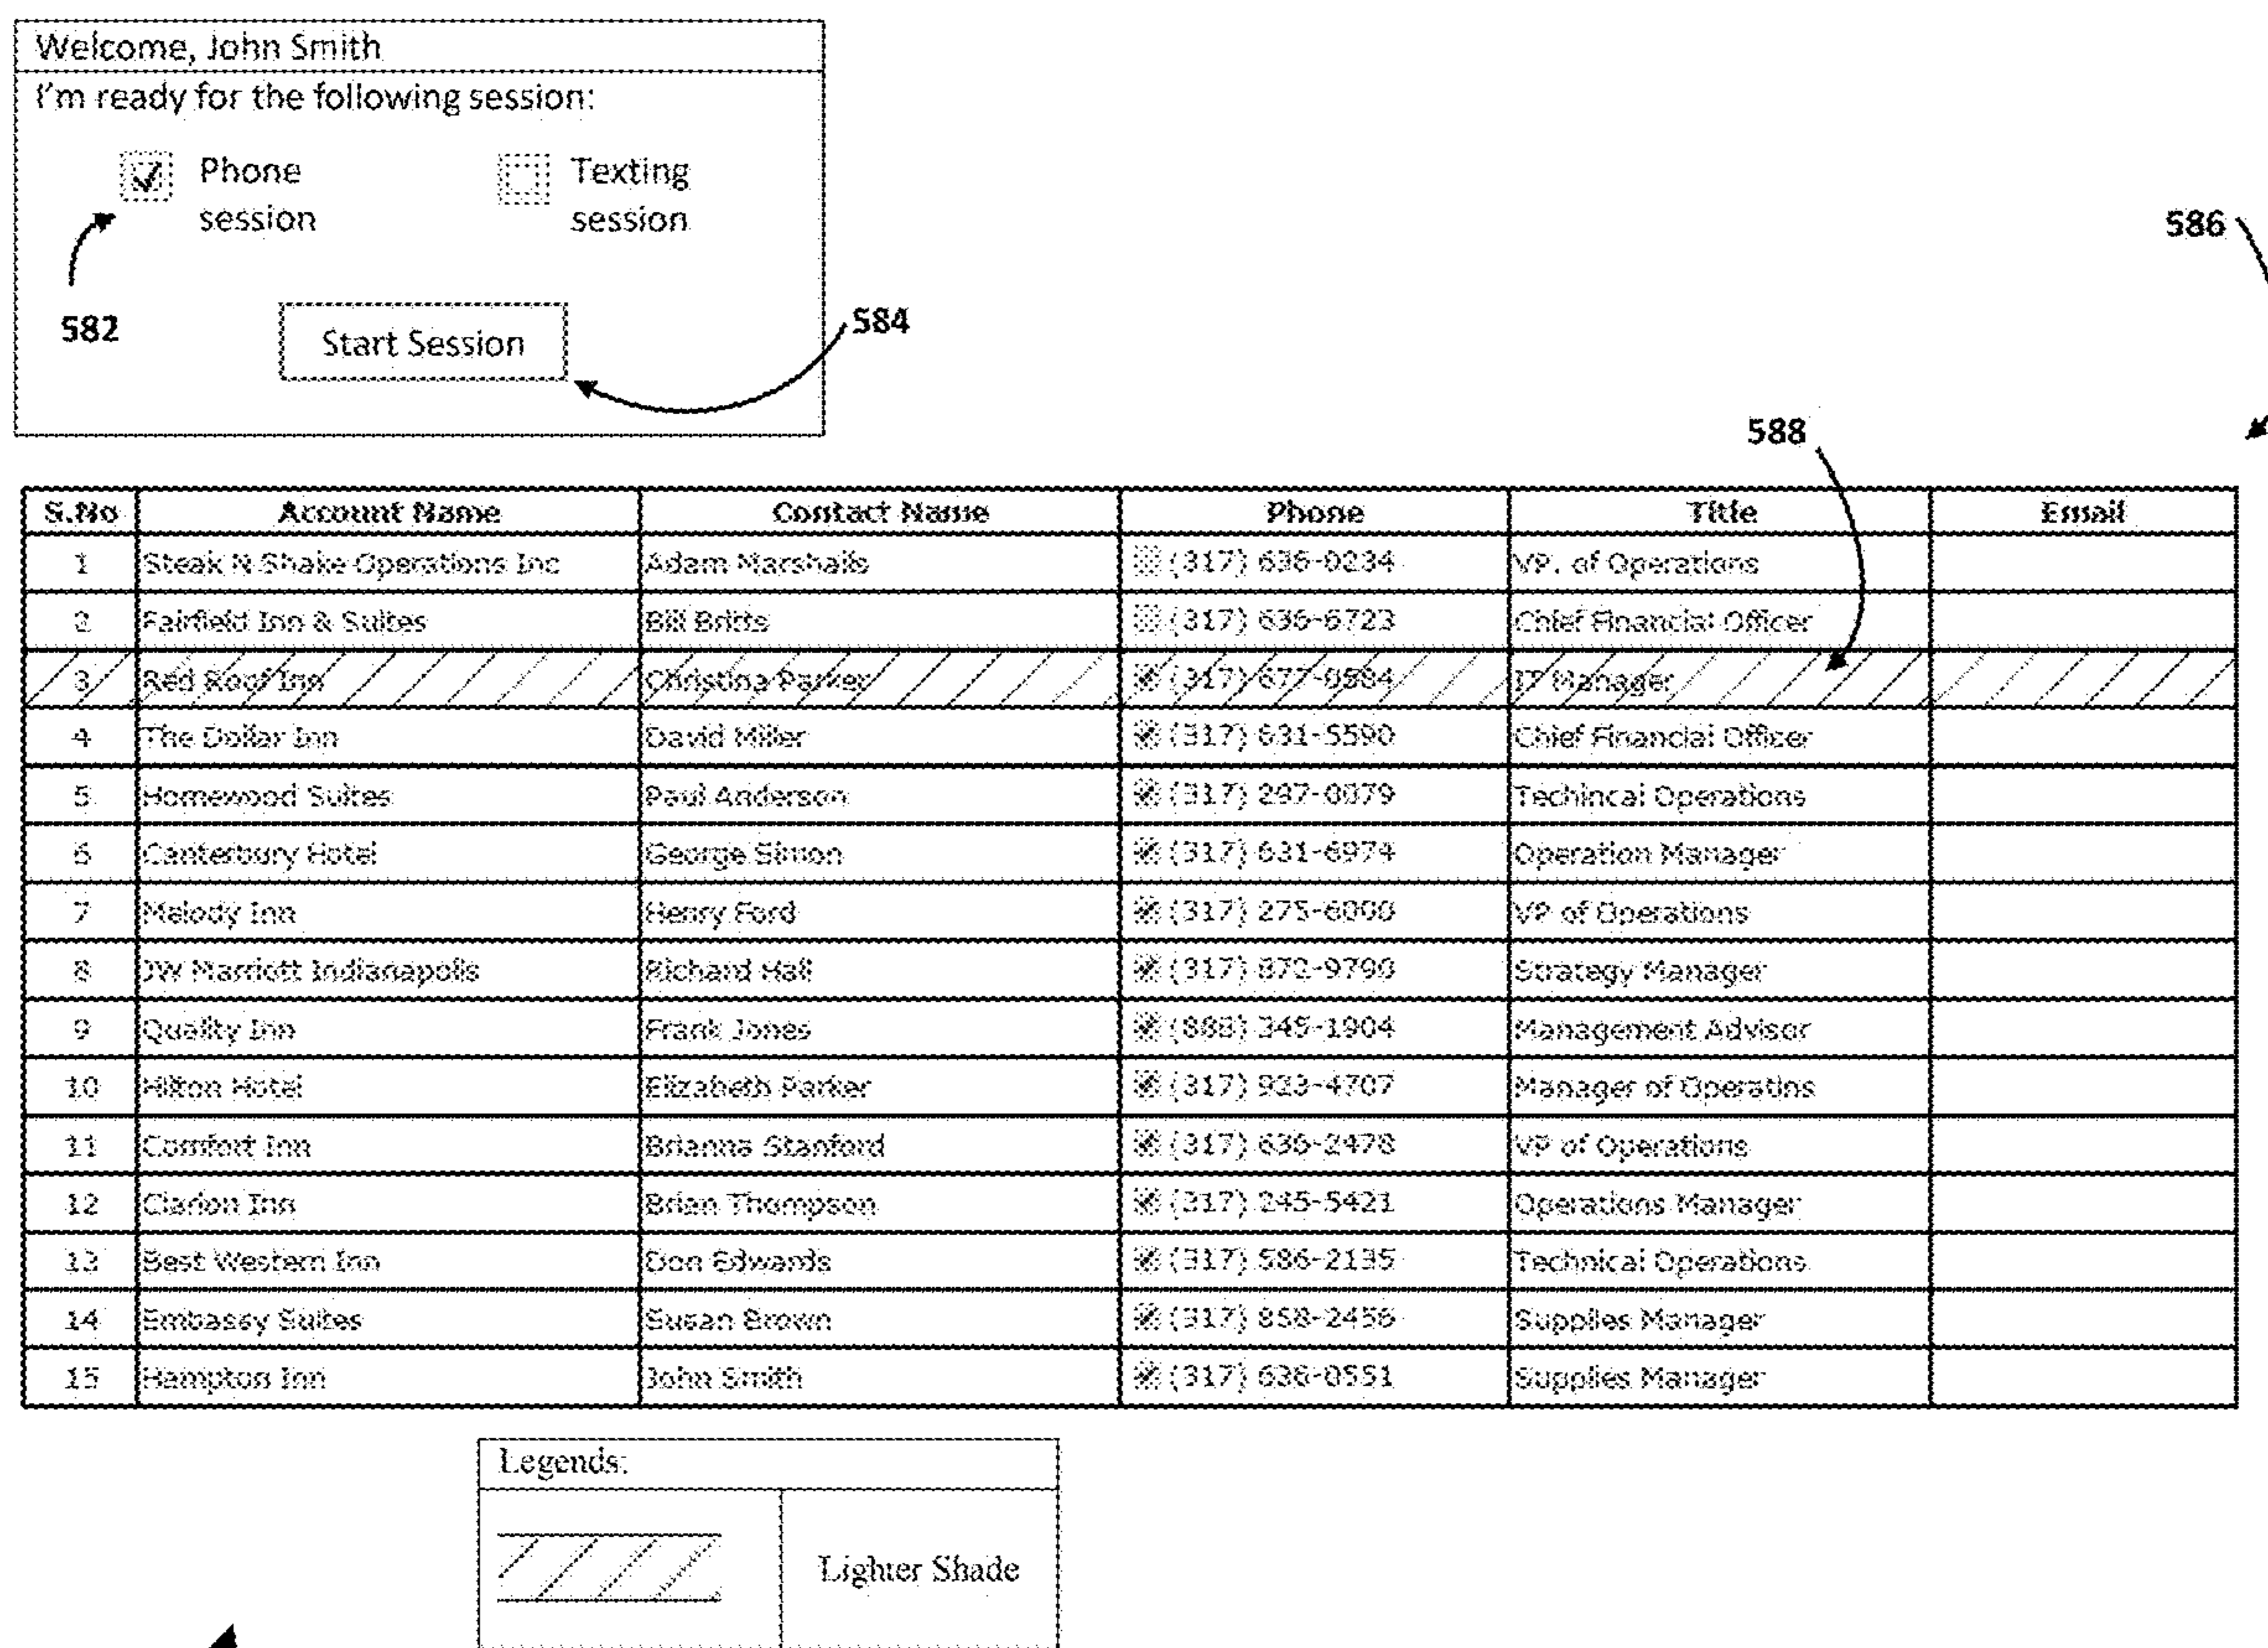 Welcome, John Smith
I'm ready for the following session:
Phone session
Texting session
582
Start Session
584
586
588
S.No Account Name Contact Name Phone Title Email
1 Steak N Shake Operations Inc Adam Marshalls (317) 636-0234 VP. of Operations
2 Fairfield Inn & Suites Bill Britts (317) 636-6723 Chief Financial Officer
3 Red Roof Inn Christina Parker (317) 677-0584 IT Manager
4 The Dollar Inn David Miller (317) 631-5590 Chief Financial Officer
5 Homewood Suites Paul Anderson (317) Techincal Operations
6 Canterbury Hotel George Simon (317) 631-6974 Operation Manager
7 Melody Inn Henry Ford (317) 275-6000 VP of Operations
8 JW Marriott Indianapolis Richard Hall (317) 872-9790 Strategy Manager
9 Quality Inn Frank Jones (888) 345-1904 Management Advisor
10 Hilton Hotel Elizabeth Parker (317) 923-4707 Manager of Operatins
11 Comfort Inn Brianna Stanford (317) 636-2478 VP of Operations
12 Clarion Inn Brian Thompson (317) 245-5421 Operations Manager
13 Best Western Inn Don Edwards (317) 586-2135 Technical Operations
14 Embassy Suites Susan Brown (317) Supplies Manager
15 Hampton Inn John Smith (317) 636-0551 Supplies Manager
Legends:
Lighter Shade